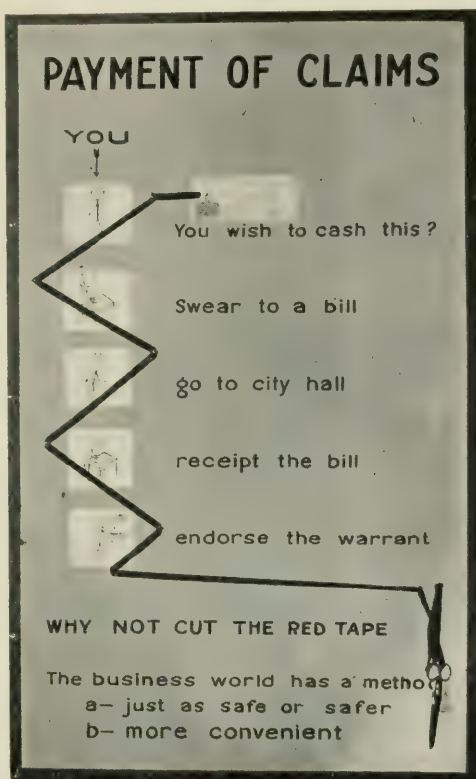 PAYMENT OF CLAIMS
YOU
You wish to cash this?
Swear to a bill
go to city hall
receipt the bill
endorse the warrant
WHY NOT CUT THE RED TAPE
The business world has a method
a— just as safe or safer
b— more convenient